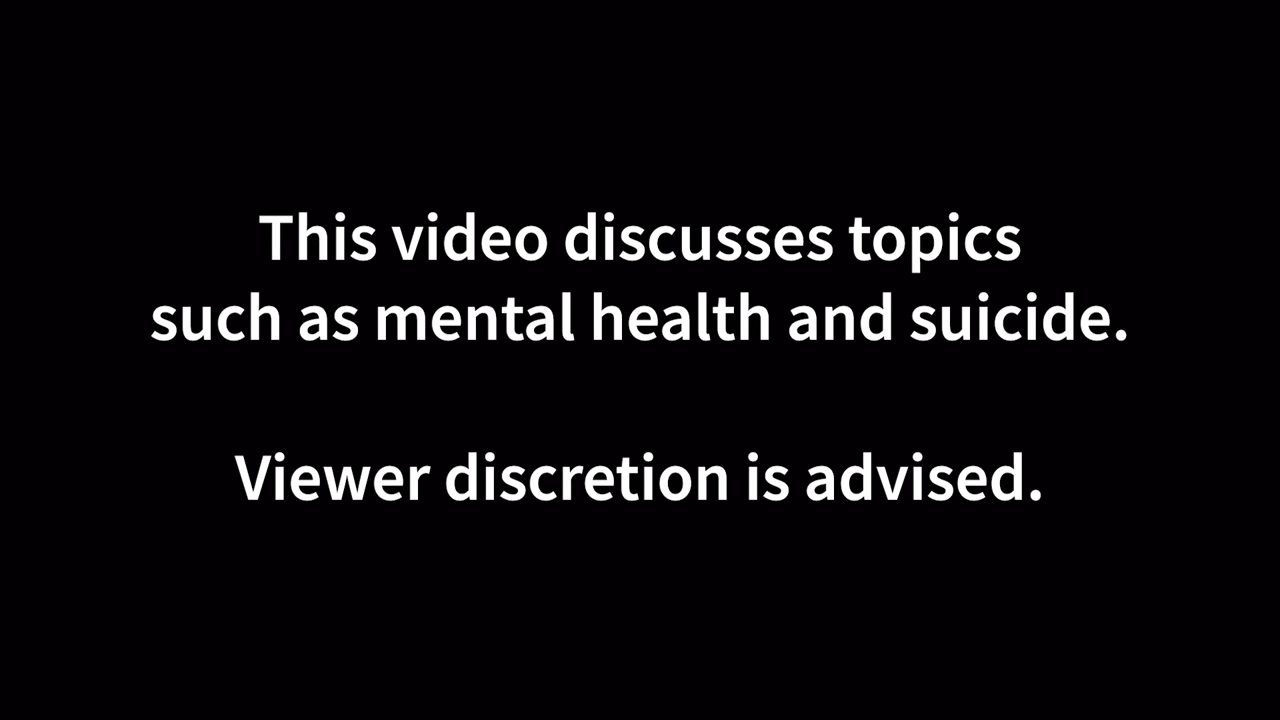 This video discusses topics
such as mental health and suicide.
Viewer discretion is advised.